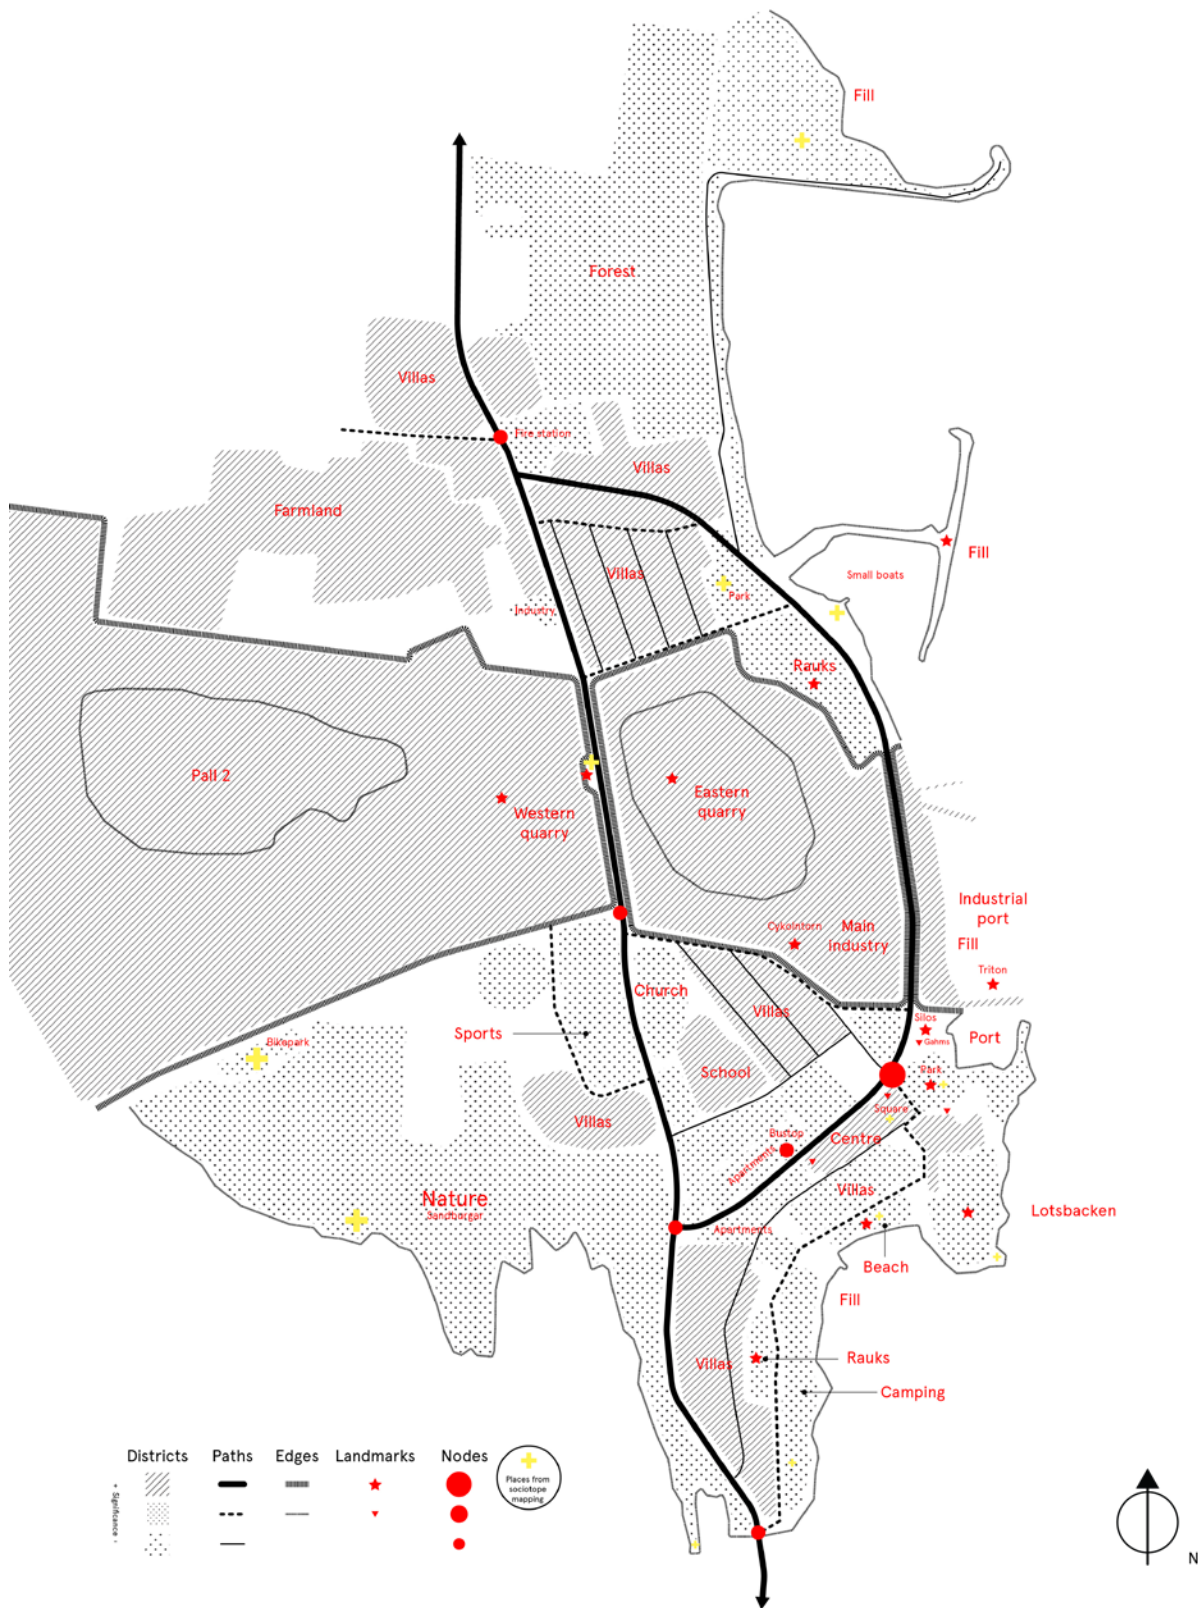 Fill
Forest
Villas
Fire station
Villas
Farmland
Fill
Villas
Small boats
Park
Industry
Rauks
Pall 2
Eastern
quarry
Western
quarry
Industrial
port
Cykolntorn
Main
industry
Fill
Triton
Church
Villas
Silos
Gahms
Port
Sports
Bikepark
School
Park
Square
Villas
Bustop
Centre
Apartments
Villas
Nature
Sandborgar
Lotsbacken
Apartments
Beach
Fill
Villas
Rauks
Camping
Districts
Paths
Edges
Landmarks
Nodes
Places from
sociotope
mapping
+ Significance -
N